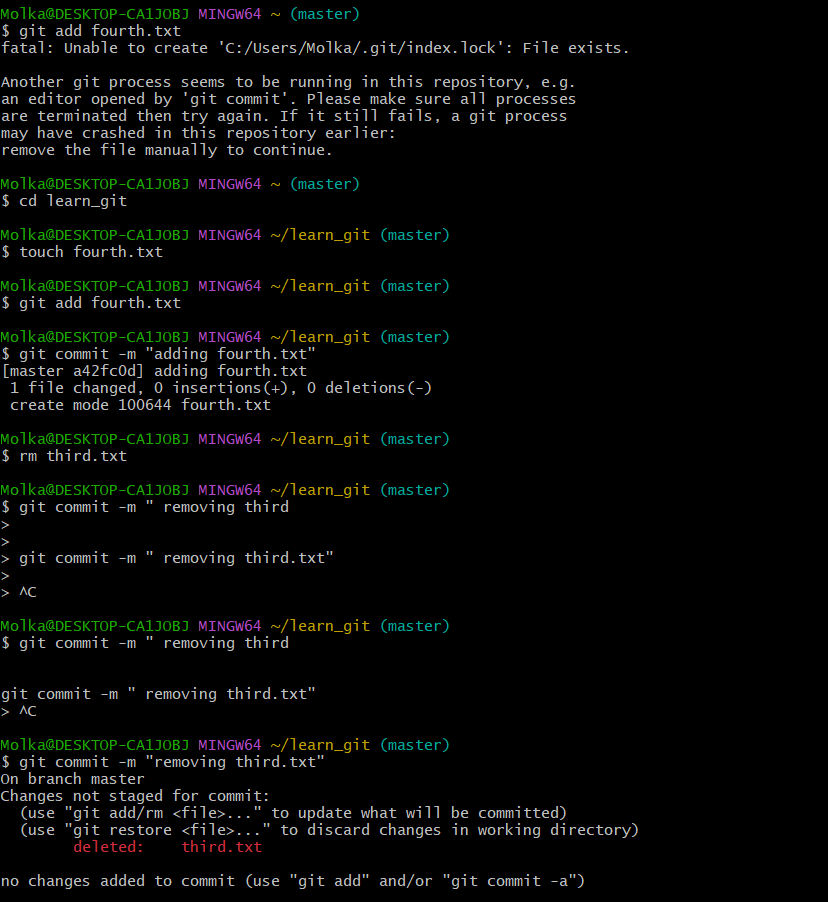 Molka@DESKTOP-CA1JOBJ MINGW64 ~ (master)
$ git add fourth.txt
fatal: Unable to create 'C:/Users/Molka/.git/index.lock': File exists.
Another git process seems to be running in this repository, e.g.
an editor opened by 'git commit'. Please make sure all processes
are terminated then try again. If it still fails, a git process
may have crashed in this repository earlier:
remove the file manually to continue.
Molka@DESKTOP-CA1JOBJ MINGW64 ~ (master)
$ cd learn_git
Molka@DESKTOP-CA1JOBJ MINGW64 ~/learn_git (master)
$ touch fourth.txt
Molka@DESKTOP-CA1JOBJ MINGW64 ~/learn_git (master)
$ git add fourth.txt
Molka@DESKTOP-CA1JOBJ MINGW64 ~/learn_git (master)
$ git commit -m "adding fourth.txt"
[master a42fc0d] adding fourth.txt
 1 file changed, 0 insertions(+), 0 deletions(-)
 create mode 100644 fourth.txt
Molka@DESKTOP-CA1JOBJ MINGW64 ~/learn_git (master)
$ rm third.txt
Molka@DESKTOP-CA1JOBJ MINGW64 ~/learn_git (master)
$ git commit -m " removing third
>
>
> git commit -m " removing third.txt"
>
> ^C
Molka@DESKTOP-CA1JOBJ MINGW64 ~/learn_git (master)
$ git commit -m " removing third
git commit -m " removing third.txt"
> ^C
Molka@DESKTOP-CA1JOBJ MINGW64 ~/learn_git (master)
$ git commit -m "removing third.txt"
On branch master
Changes not staged for commit:
  (use "git add/rm <file>..." to update what will be committed)
  (use "git restore <file>..." to discard changes in working directory)
        deleted:    third.txt
no changes added to commit (use "git add" and/or "git commit -a")